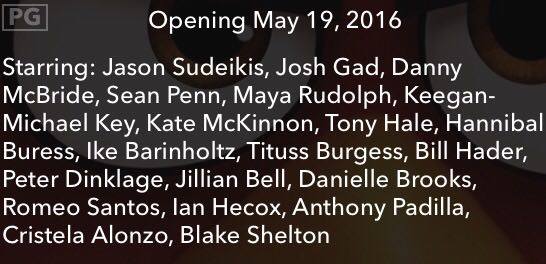 PG
Opening May 19, 2016
Starring: Jason Sudeikis, Josh Gad, Danny
McBride, Sean Penn, Maya Rudolph, Keegan-
Michael Key, Kate McKinnon, Tony Hale, Hannibal
Buress, Ike Barinholtz, Tituss Burgess, Bill Hader,
Peter Dinklage, Jillian Bell, Danielle Brooks,
Romeo Santos, Ian Hecox, Anthony Padilla,
Cristela Alonzo, Blake Shelton